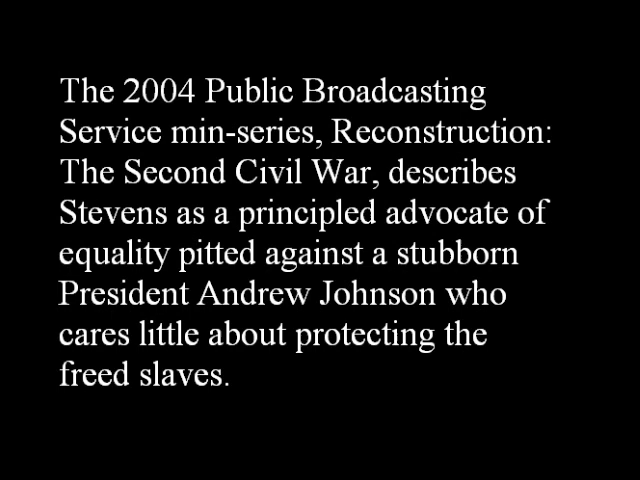 The 2004 Public Broadcasting
Service min-series, Reconstruction:
The Second Civil War, describes
Stevens as a principled advocate of
equality pitted against a stubborn
President Andrew Johnson who
cares little about protecting the
freed slaves.